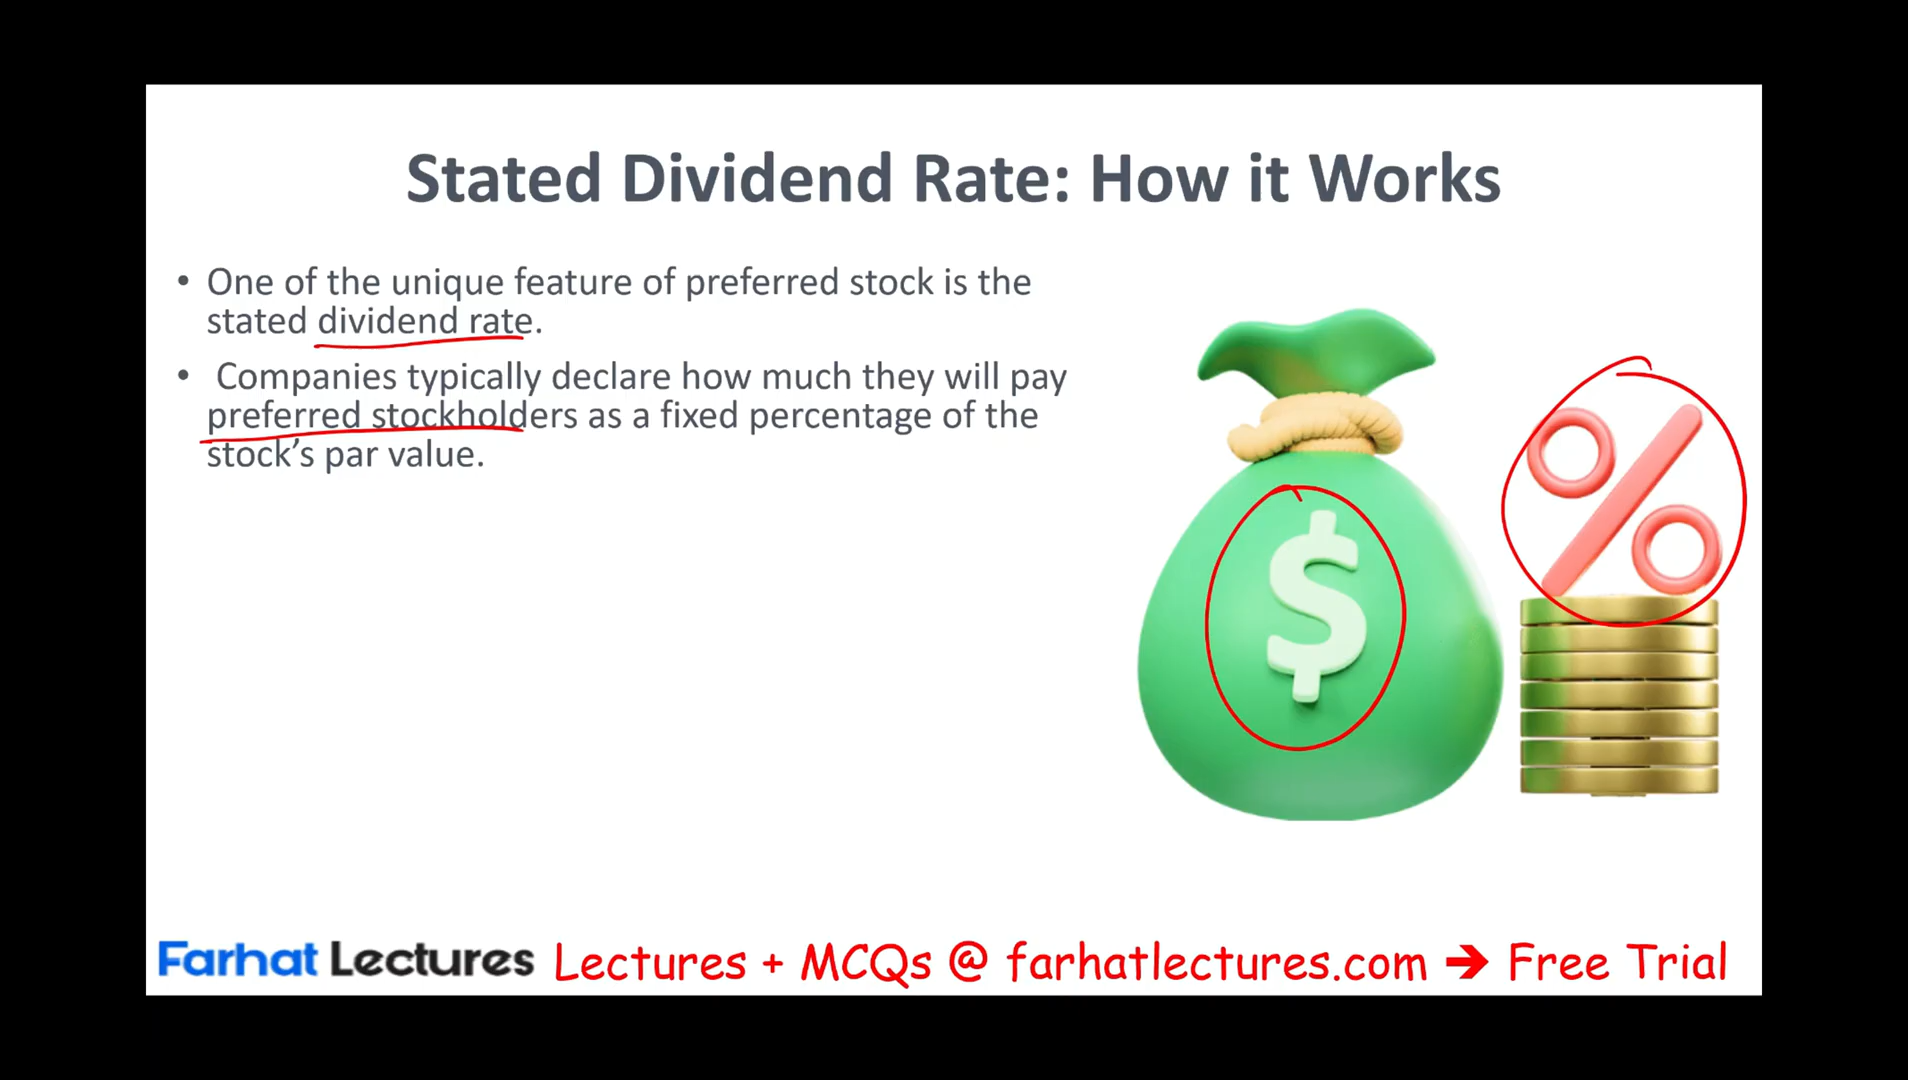 Stated Dividend Rate: How it Works
• One of the unique feature of preferred stock is the
stated dividend rate.
• Companies typically declare how much they will pay
preferred stockholders as a fixed percentage of the
stock’s par value.
$
%
Farhat Lectures Lectures + MCQs @ farhatlectures.com ➔ Free Trial